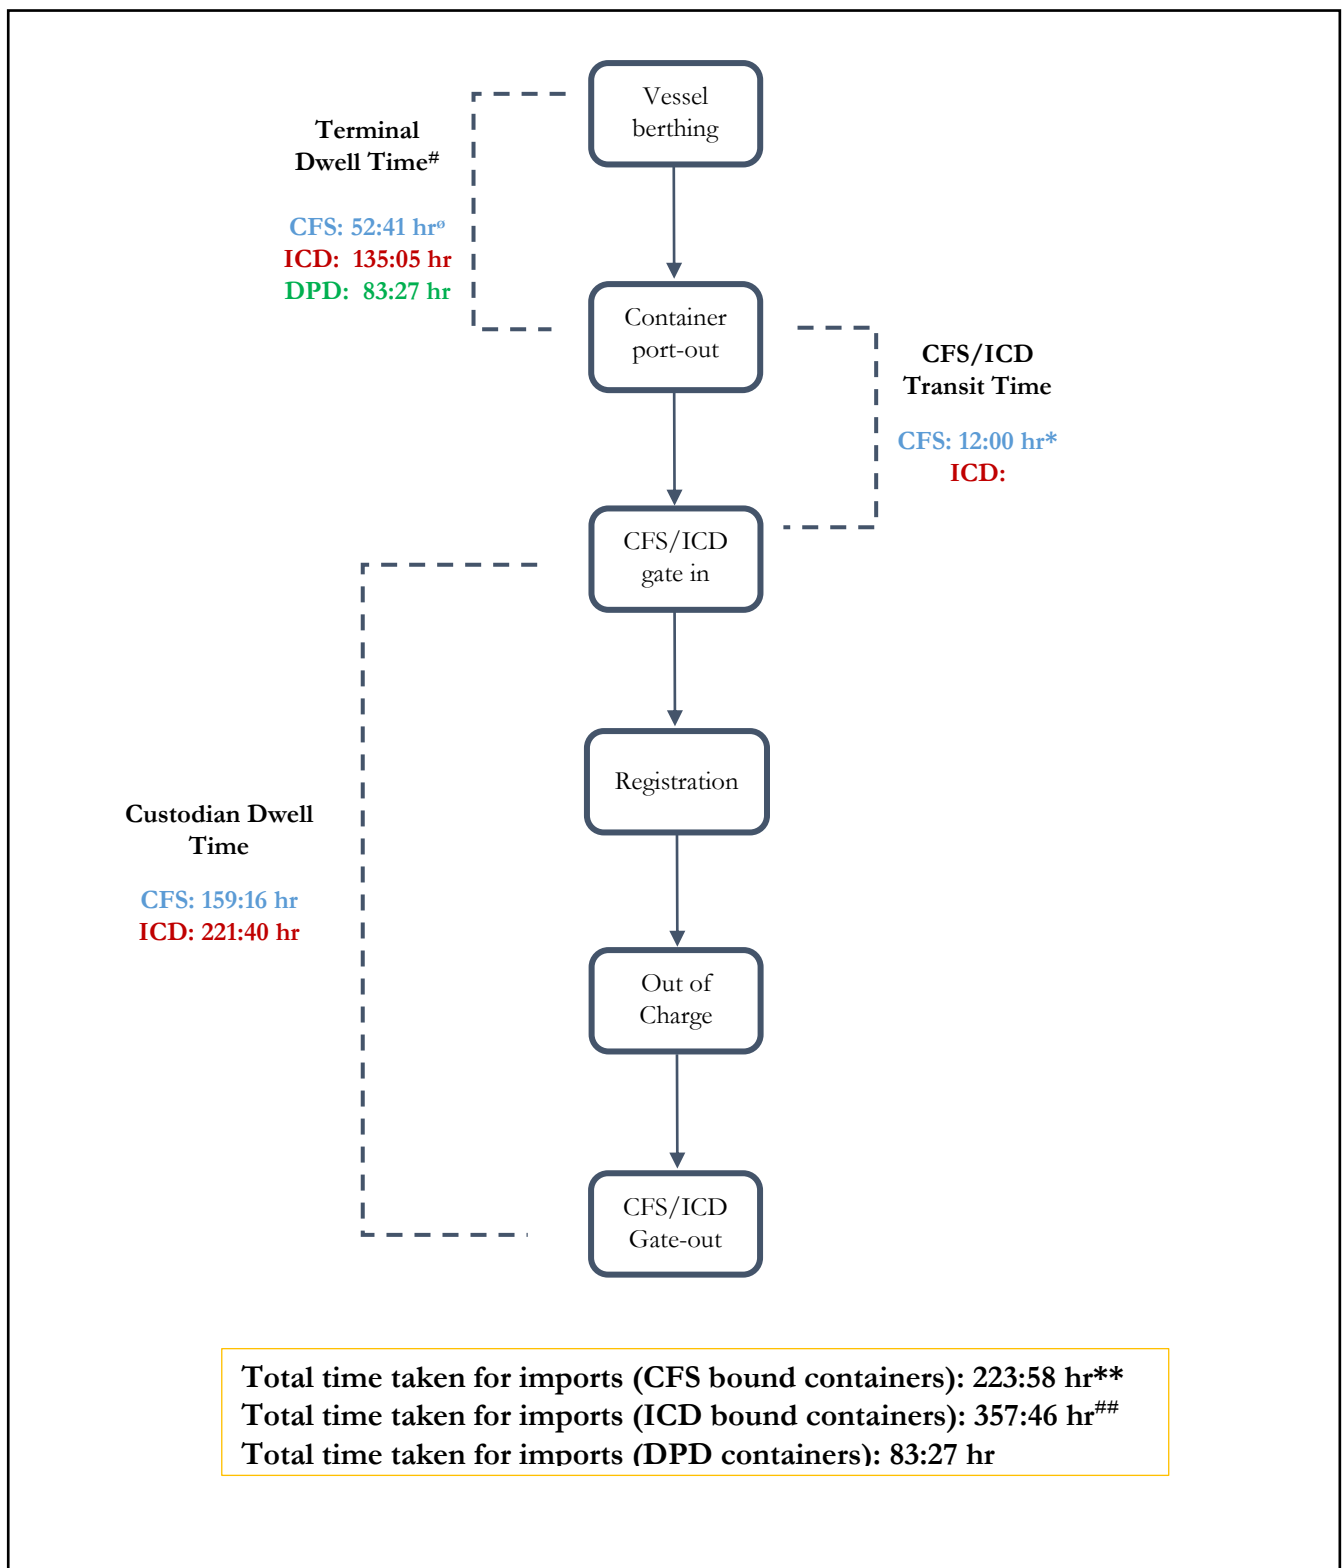 Vessel
berthing
Terminal
Dwell Time#
CFS: 52:41 hrø
ICD: 135:05 hr
DPD: 83:27 hr
Container
port-out
CFS/ICD
Transit Time
CFS: 12:00 hr*
ICD:
CFS/ICD
gate in
Registration
Custodian Dwell
Time
CFS: 159:16 hr
ICD: 221:40 hr
Out of
Charge
CFS/ICD
Gate-out
Total time taken for imports (CFS bound containers): 223:58 hr**
Total time taken for imports (ICD bound containers): 357:46 hr##
Total time taken for imports (DPD containers): 83:27 hr